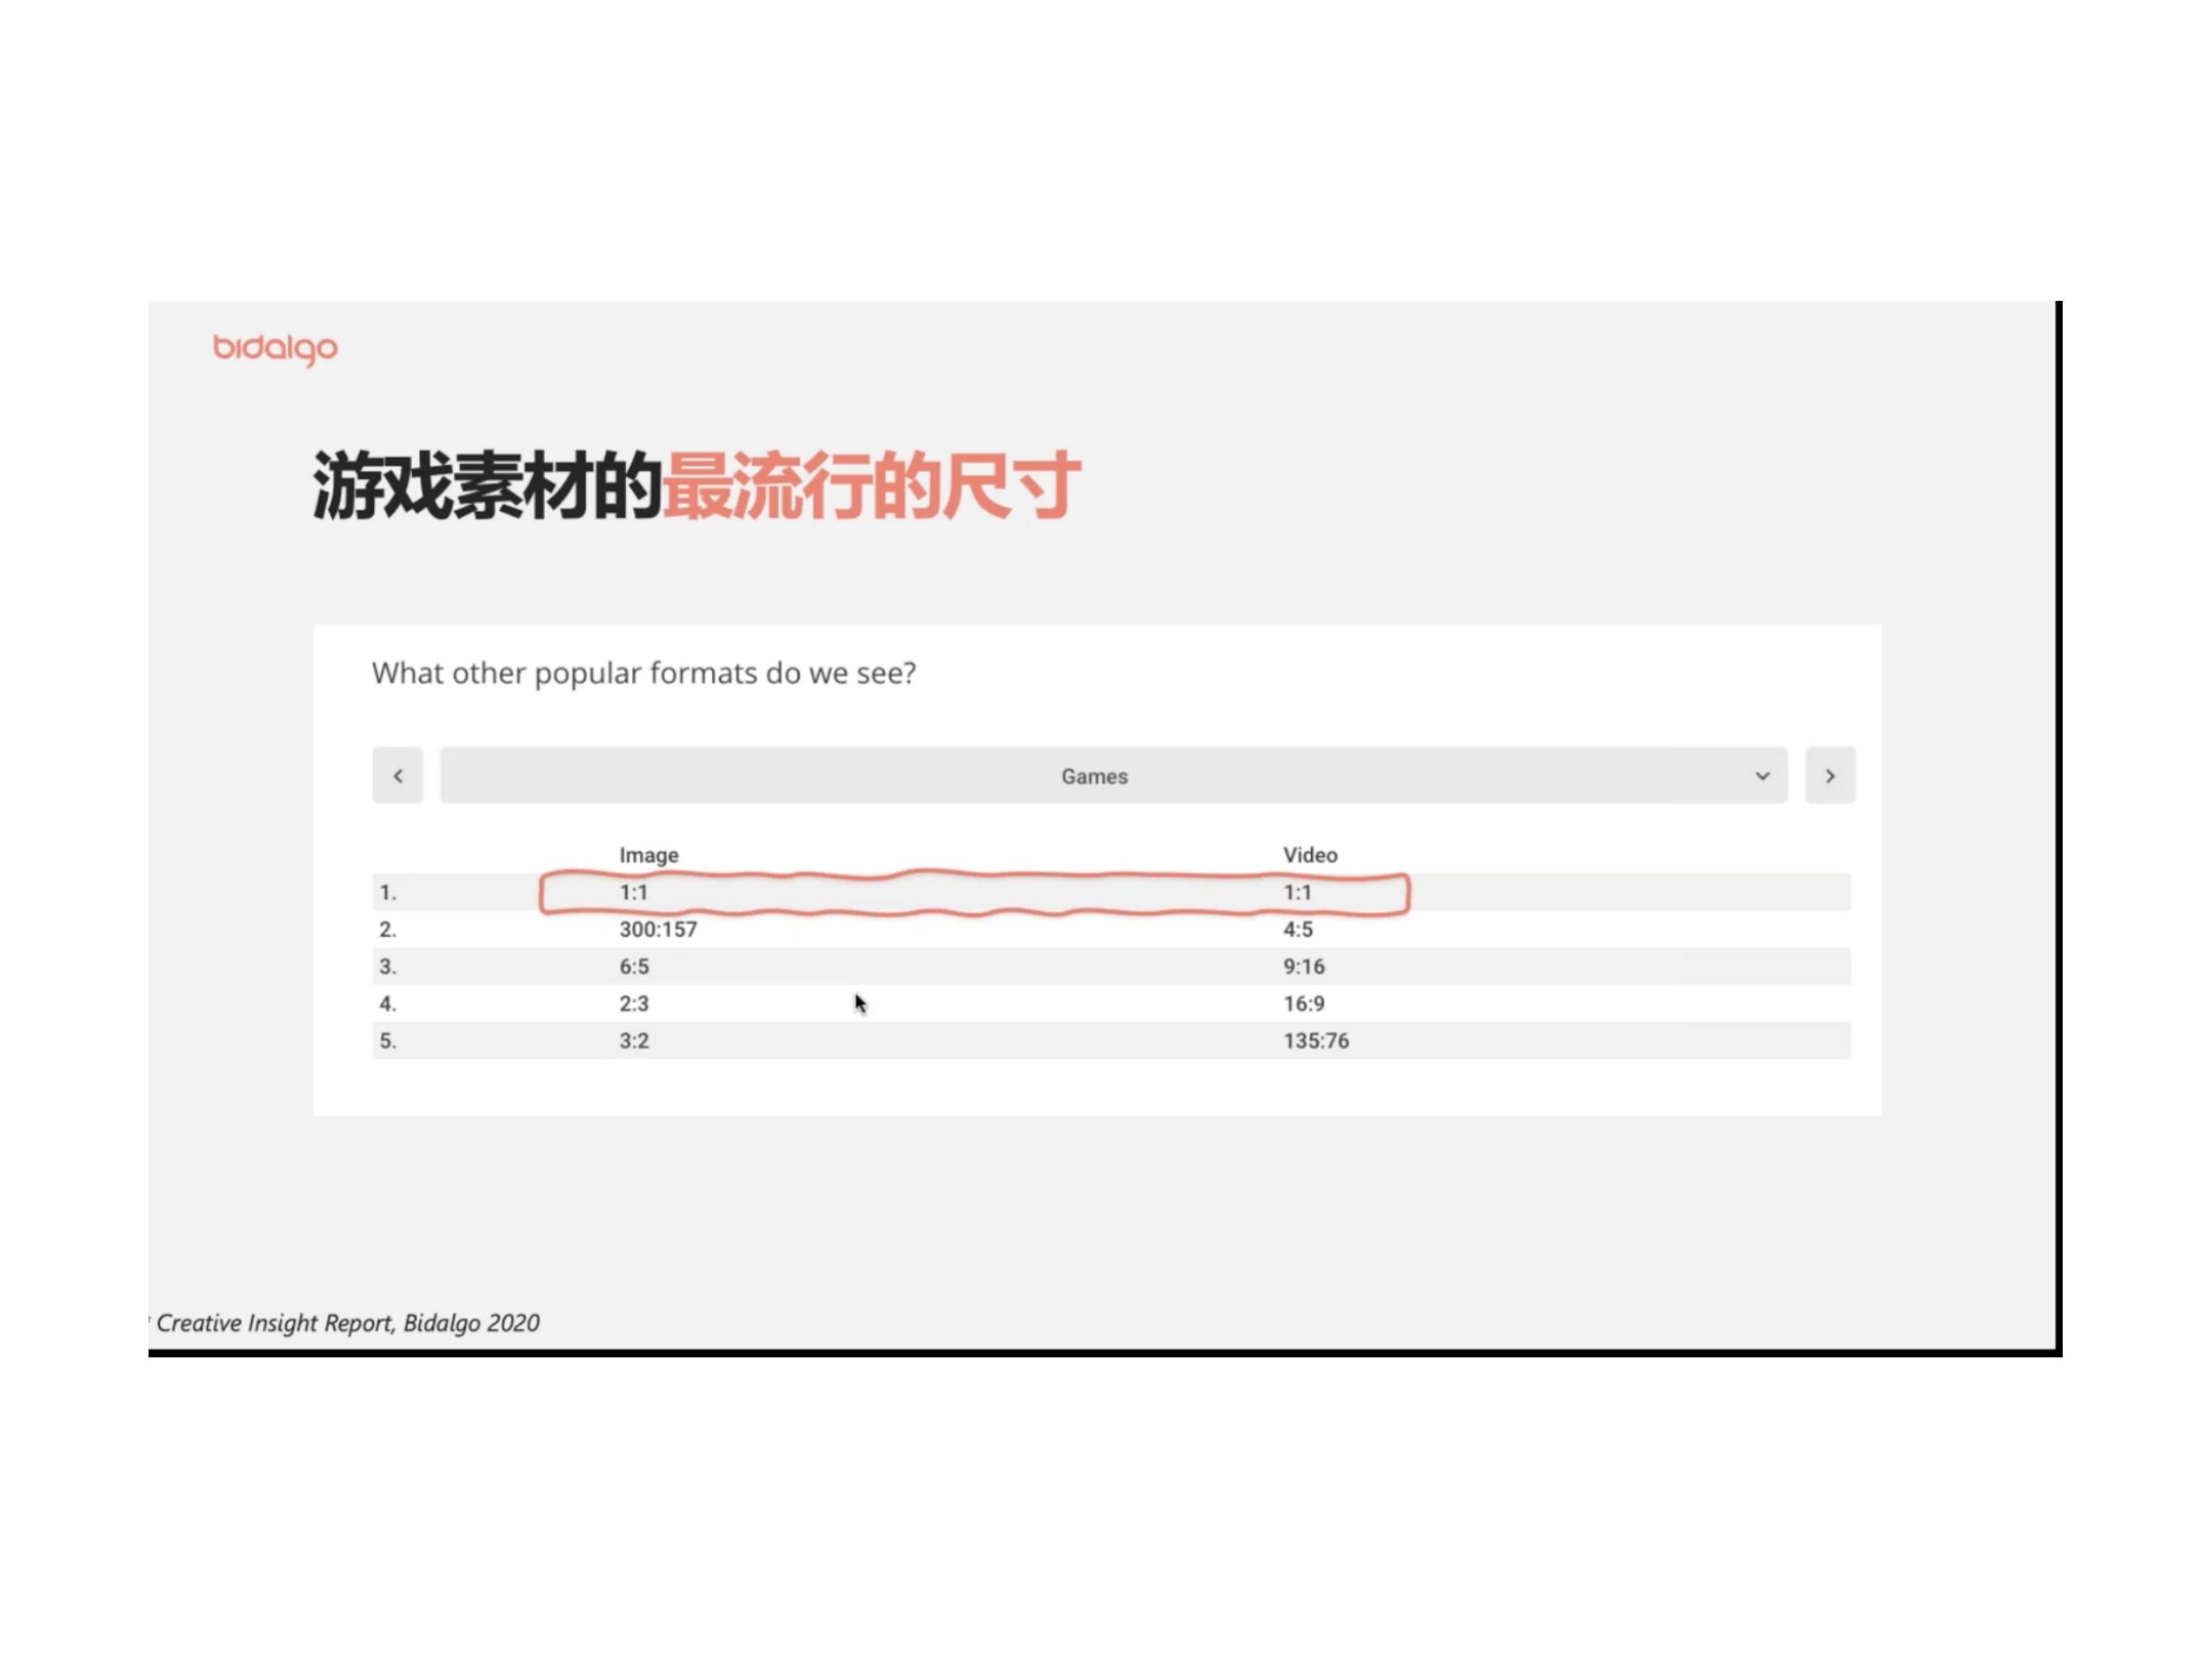 bidalgo
游戏素材的最流行的尺寸
What other popular formats do we see?
Games
Image Video
1. 1:1 1:1
2. 300:157 4:5
3. 6:5 9:16
4. 2:3 16:9
5. 3:2 135:76
* Creative Insight Report, Bidalgo 2020